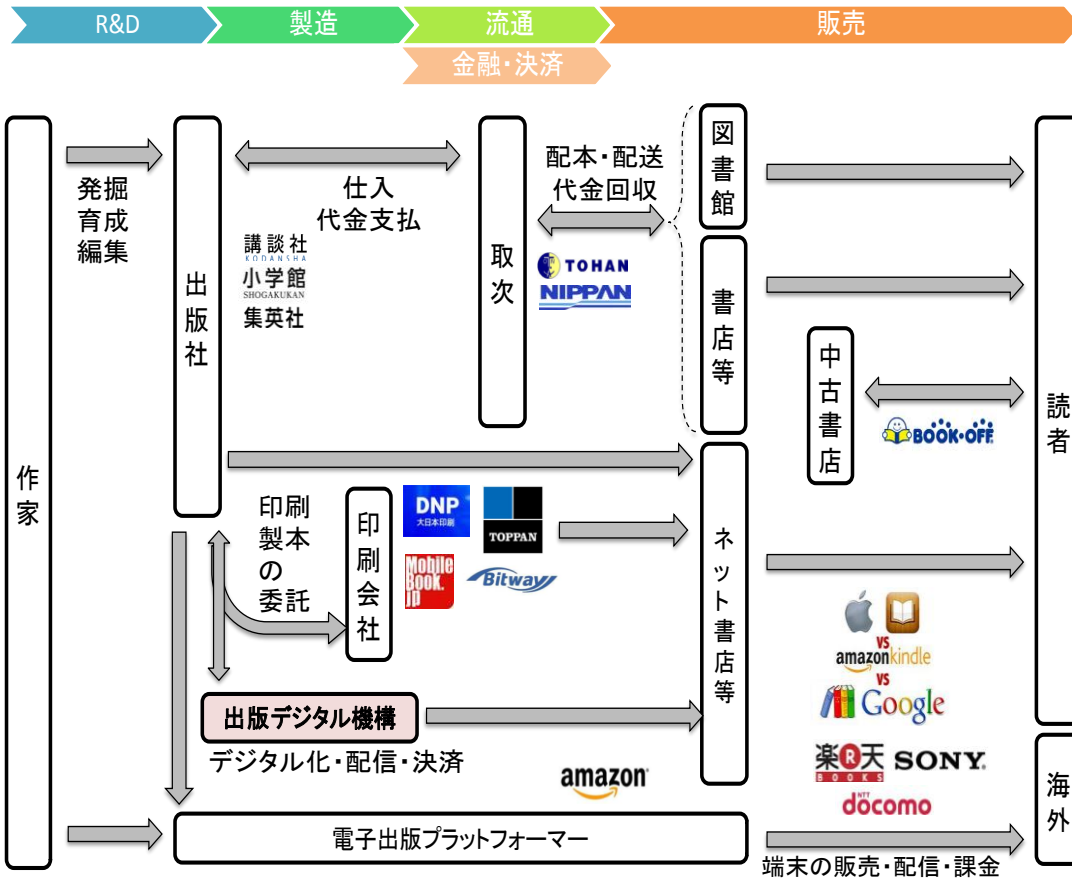 R&D
製造
流通
販売
金融・決済
作家
発掘
育成
編集
出版社
仕入
代金支払
講談社
KODANSHA
小学館
SHOGAKUKAN
集英社
取次
配本・配送
代金回収
TOHAN
NIPPAN
図書館
書店等
中古書店
BOOK・OFF
読者
印刷
製本
の
委託
印刷会社
DNP
大日本印刷
TOPPAN
Mobile
Book.
jp
Bitway
ネット書店等
vs
amazonkindle
vs
Google
出版デジタル機構
デジタル化・配信・決済
amazon
楽R天
BOOKS
SONY.
NTT
docomo
海外
電子出版プラットフォーマー
端末の販売・配信・課金